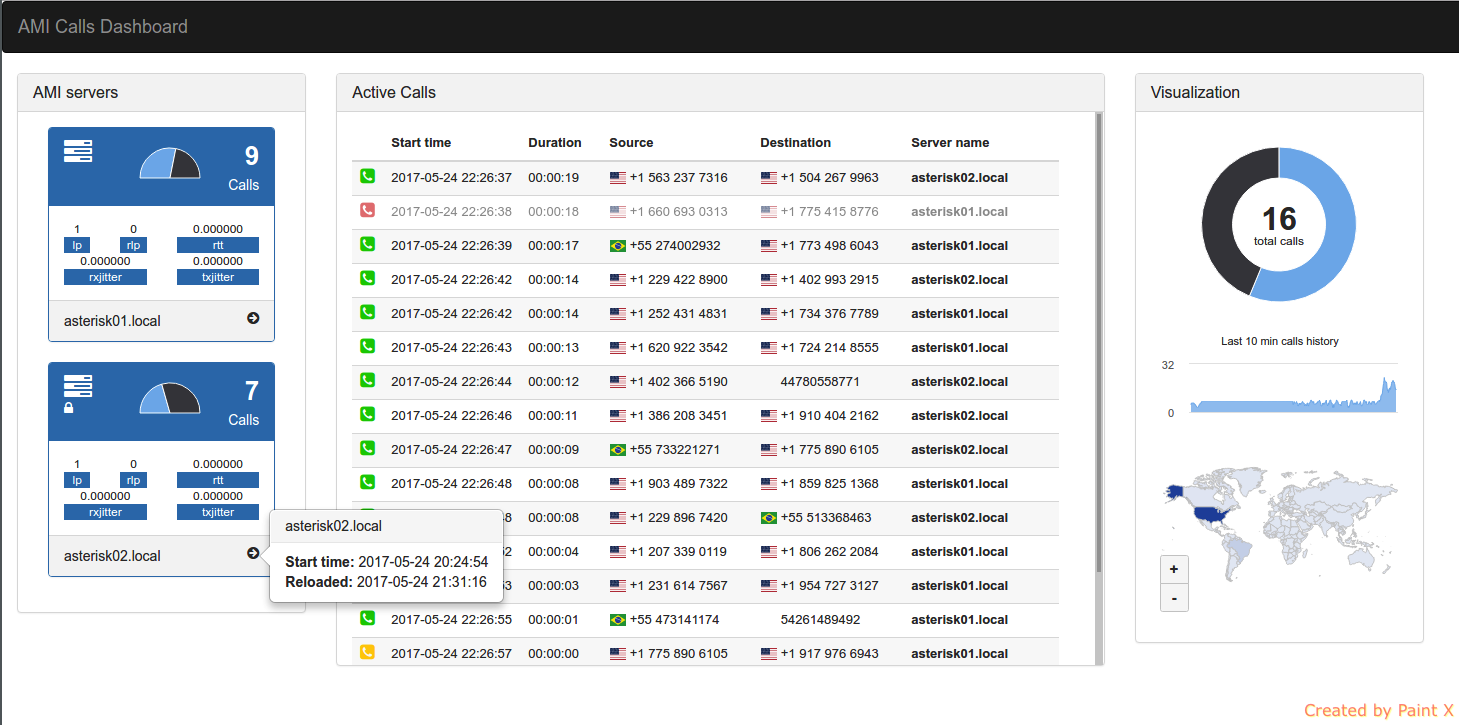 AMI Calls Dashboard
AMI servers
9
Calls
1 0 0.000000
lp rlp rtt
0.000000 0.000000
rxjitter txjitter
asterisk01.local
7
Calls
1 0 0.000000
lp rlp rtt
0.000000 0.000000
rxjitter txjitter
asterisk02.local
asterisk02.local
Start time: 2017-05-24 20:24:54
Reloaded: 2017-05-24 21:31:16
Active Calls
Start time Duration Source Destination Server name
2017-05-24 22:26:37 00:00:19 +1 563 237 7316 +1 504 267 9963 asterisk02.local
2017-05-24 22:26:38 00:00:18 +1 660 693 0313 +1 775 415 8776 asterisk01.local
2017-05-24 22:26:39 00:00:17 +55 274002932 +1 773 498 6043 asterisk01.local
2017-05-24 22:26:42 00:00:14 +1 229 422 8900 +1 402 993 2915 asterisk02.local
2017-05-24 22:26:42 00:00:14 +1 252 431 4831 +1 734 376 7789 asterisk01.local
2017-05-24 22:26:43 00:00:13 +1 620 922 3542 +1 724 214 8555 asterisk01.local
2017-05-24 22:26:44 00:00:12 +1 402 366 5190 44780558771 asterisk02.local
2017-05-24 22:26:46 00:00:11 +1 386 208 3451 +1 910 404 2162 asterisk02.local
2017-05-24 22:26:47 00:00:09 +55 733221271 +1 775 890 6105 asterisk01.local
2017-05-24 22:26:48 00:00:08 +1 903 489 7322 +1 859 825 1368 asterisk01.local
8 00:00:08 +1 229 896 7420 +55 513368463 asterisk02.local
2 00:00:04 +1 207 339 0119 +1 806 262 2084 asterisk01.local
3 00:00:03 +1 231 614 7567 +1 954 727 3127 asterisk01.local
2017-05-24 22:26:55 00:00:01 +55 473141174 54261489492 asterisk02.local
2017-05-24 22:26:57 00:00:00 +1 775 890 6105 +1 917 976 6943 asterisk01.local
Visualization
16
total calls
Last 10 min calls history
32
0
+
-
Created by Paint X